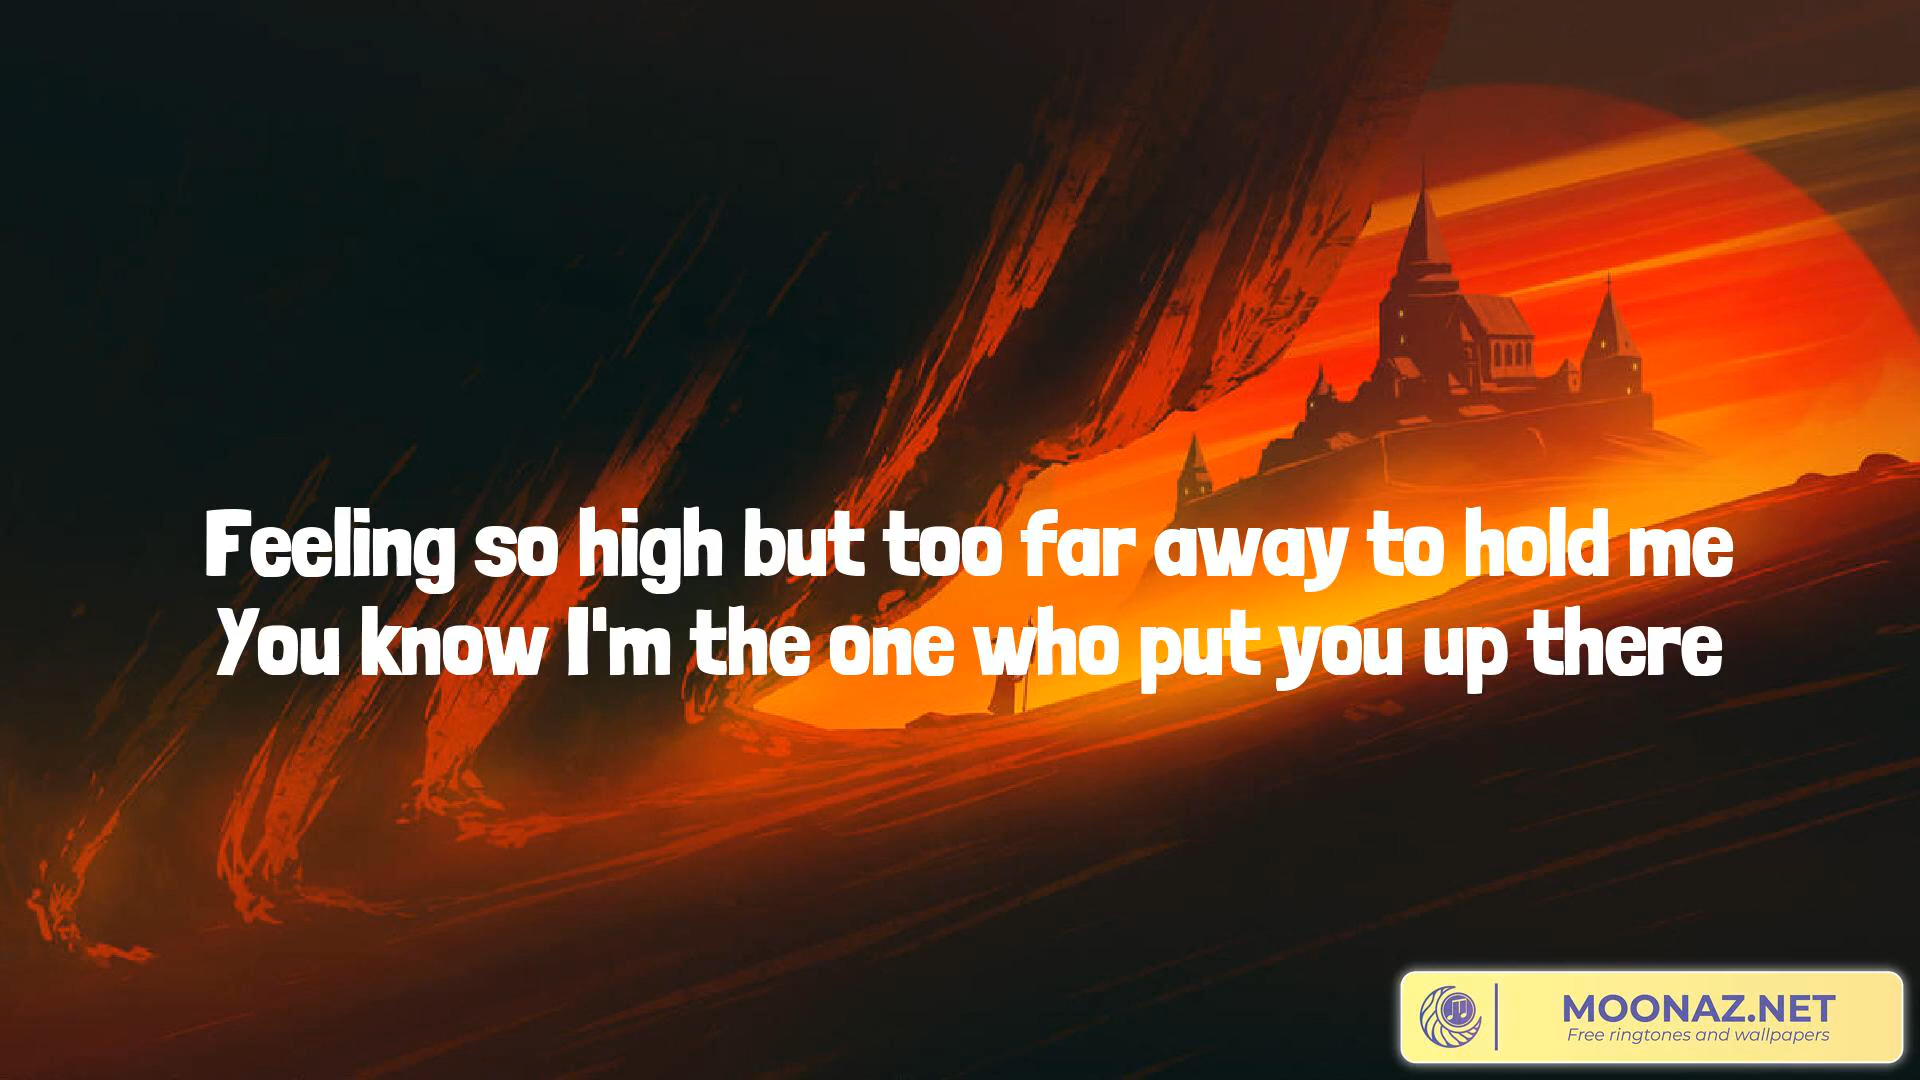 Feeling so high but too far away to hold me
You know I'm the one who put you up there
MOONAZ.NET
Free ringtones and wallpapers